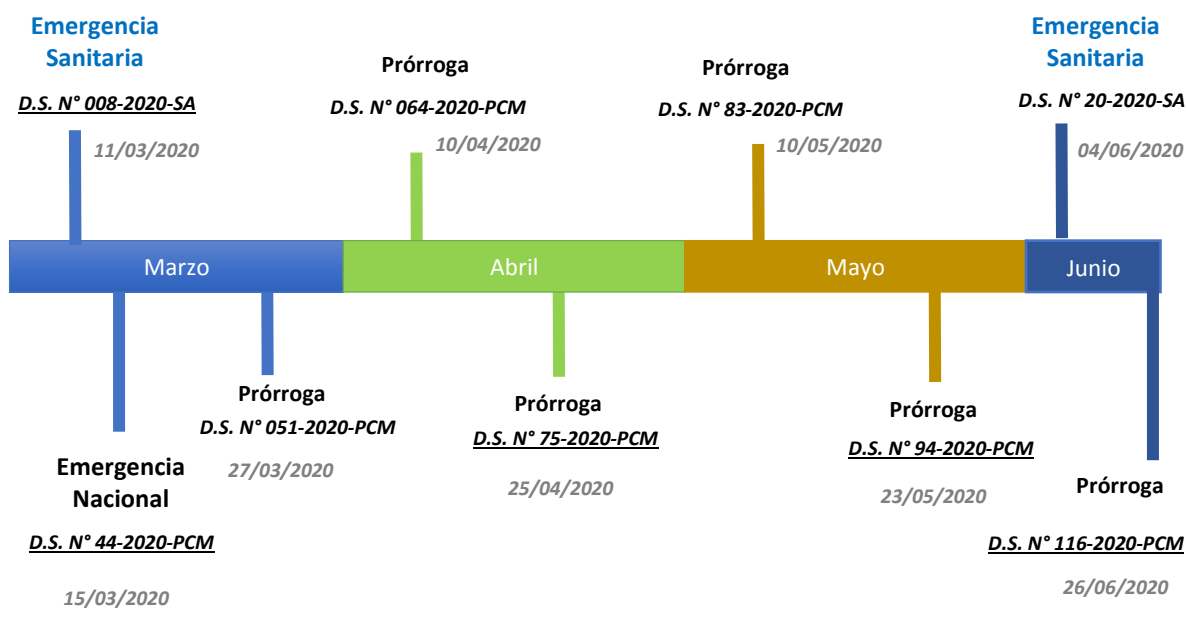 Emergencia
Sanitaria
D.S. N° 008-2020-SA
11/03/2020
Prórroga
D.S. N° 064-2020-PCM
10/04/2020
Prórroga
D.S. N° 83-2020-PCM
10/05/2020
Emergencia
Sanitaria
D.S. N° 20-2020-SA
04/06/2020
Marzo
Abril
Mayo
Junio
Emergencia
Nacional
D.S. N° 44-2020-PCM
15/03/2020
Prórroga
D.S. N° 051-2020-PCM
27/03/2020
Prórroga
D.S. N° 75-2020-PCM
25/04/2020
Prórroga
D.S. N° 94-2020-PCM
23/05/2020
Prórroga
D.S. N° 116-2020-PCM
26/06/2020